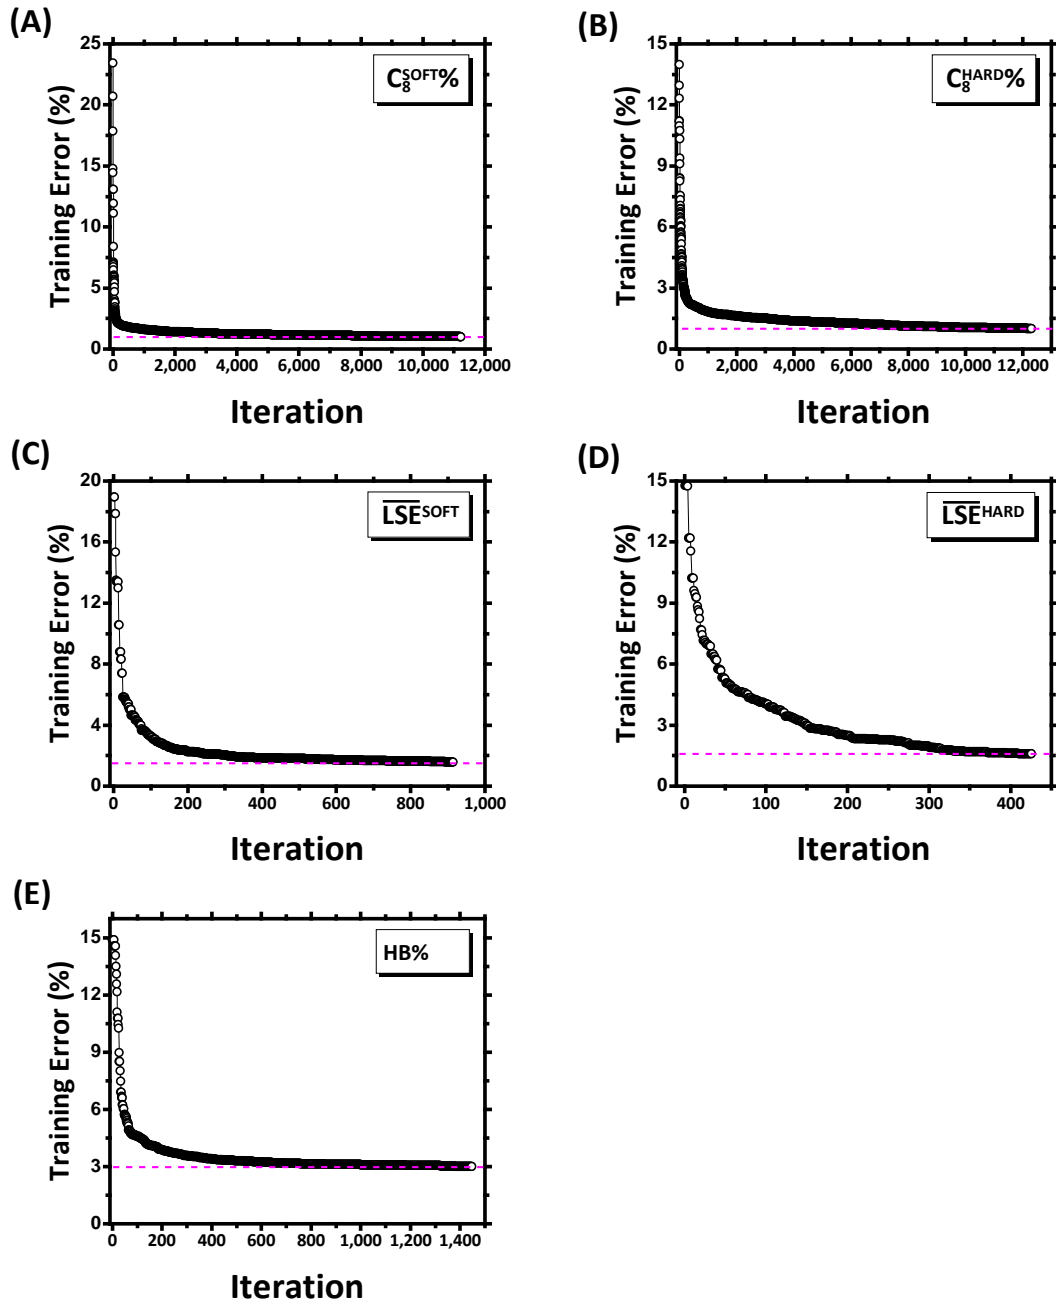 (A)
(B)
Training Error (%)
25
20
15
10
5
0
C₈ˢᴼᶠᵀ%
0 2,000 4,000 6,000 8,000 10,000 12,000
Iteration
Training Error (%)
15
12
9
6
3
0
C₈ᴴᴬᴿᴰ%
0 2,000 4,000 6,000 8,000 10,000 12,000
Iteration
(C)
(D)
Training Error (%)
20
16
12
8
4
0
L̅S̅E̅ˢᴼᶠᵀ
0 200 400 600 800 1,000
Iteration
Training Error (%)
15
12
9
6
3
0
L̅S̅E̅ᴴᴬᴿᴰ
0 100 200 300 400
Iteration
(E)
Training Error (%)
15
12
9
6
3
0
HB%
0 200 400 600 800 1,000 1,200 1,400
Iteration